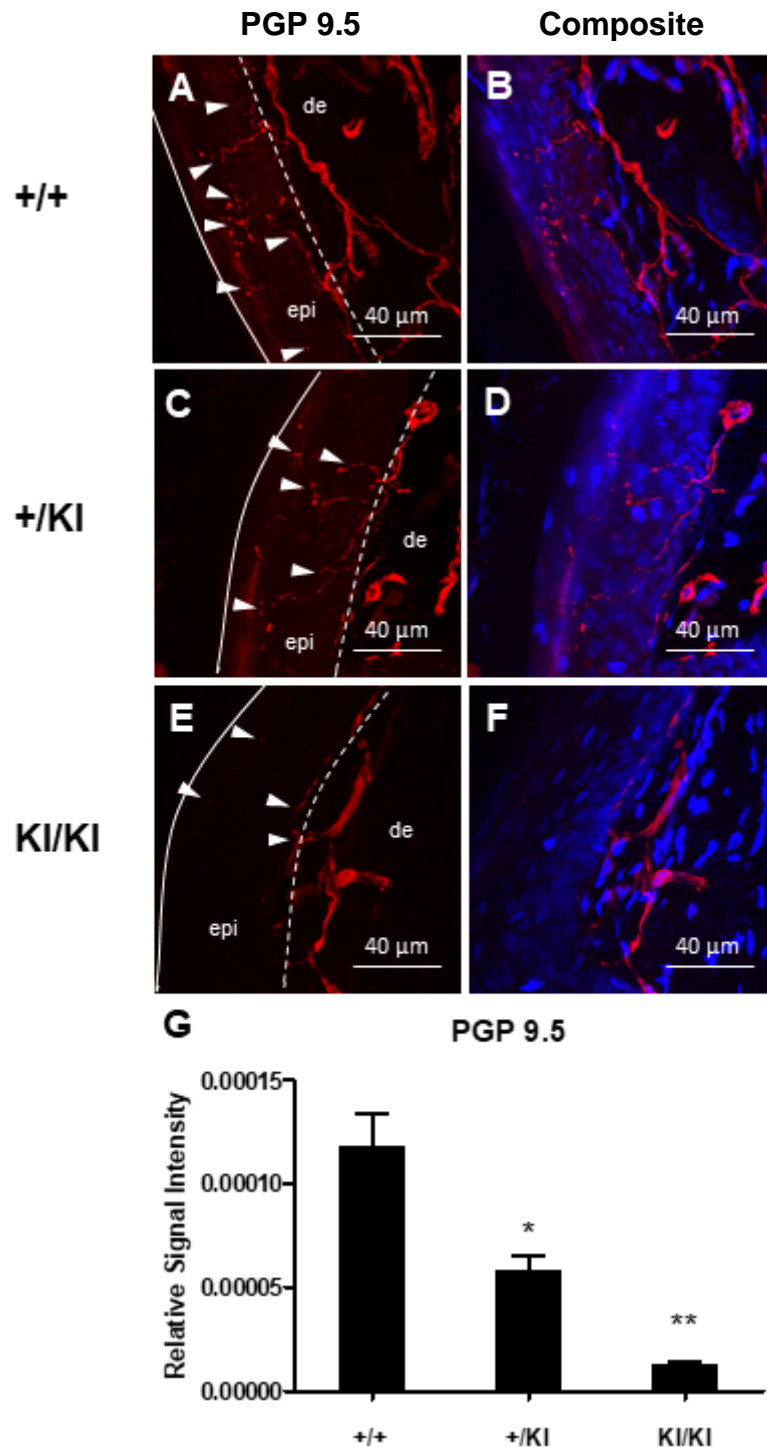 PGP 9.5 Composite
+/+
A
de
epi
40 µm
B
40 µm
+/KI
C
de
epi
40 µm
D
40 µm
KI/KI
E
de
epi
40 µm
F
40 µm
G
PGP 9.5
Relative Signal Intensity
0.00015
0.00010
0.00005
0.00000
*
**
+/+ +/KI KI/KI